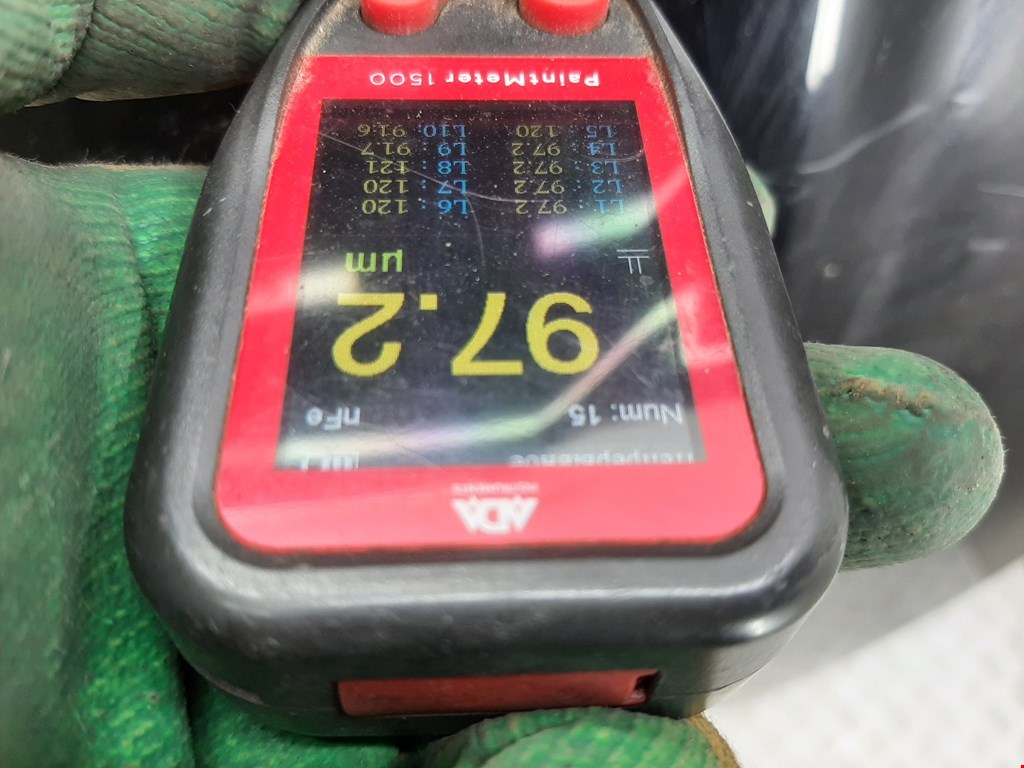 ADA
INSTRUMENTS
Num: 15 nFe
97.2
µm
L1 : 97.2 L6 : 120
L2 : 97.2 L7 : 120
L3 : 97.2 L8 : 121
L4 : 97.2 L9 : 91.7
L5 : 120 L10 : 91.6
PaintMeter 1500